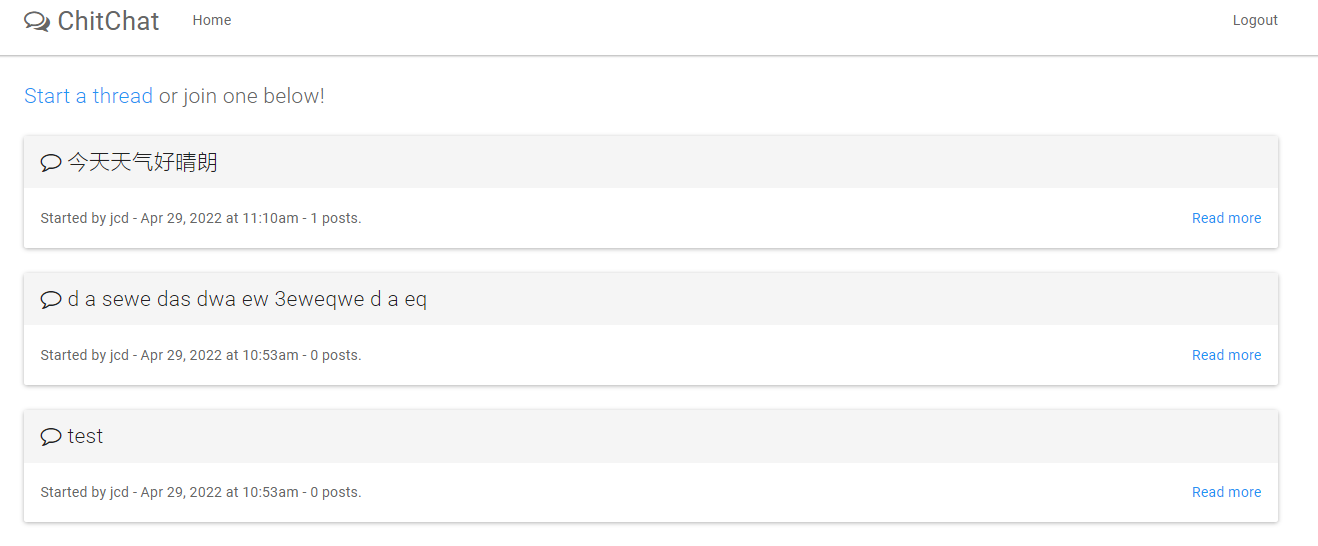 ChitChat Home Logout
Start a thread or join one below!
今天天气好晴朗
Started by jcd - Apr 29, 2022 at 11:10am - 1 posts. Read more
d a sewe das dwa ew 3eweqwe d a eq
Started by jcd - Apr 29, 2022 at 10:53am - 0 posts. Read more
test
Started by jcd - Apr 29, 2022 at 10:53am - 0 posts. Read more